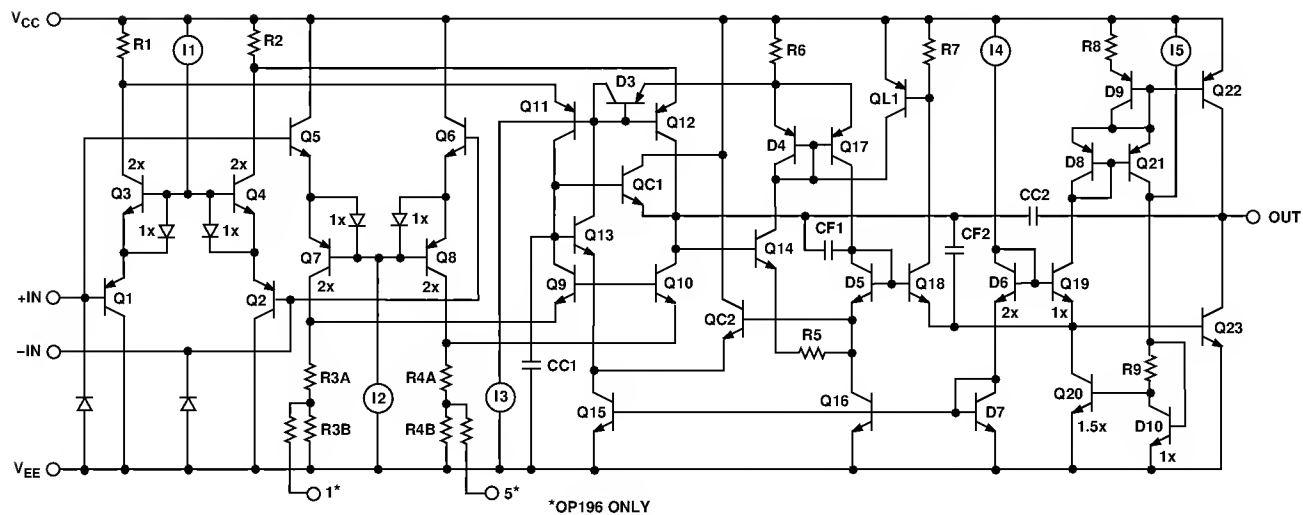 VCC
R1
I1
R2
R6
R7
I4
R8
I5
D3
D9
Q11
Q12
QL1
Q22
Q5
Q6
D4
Q17
D8
Q21
2x
2x
Q3
Q4
QC1
CC2
OUT
1x
1x
1x
1x
CF1
CF2
Q13
Q14
Q7
Q8
D5
Q18
D6
Q19
2x
2x
Q9
Q10
2x
1x
+IN
Q1
Q2
QC2
Q23
–IN
R5
R3A
R4A
CC1
R9
I2
I3
Q15
Q16
Q20
R3B
R4B
D7
D10
1.5x
1x
VEE
1*
5*
*OP196 ONLY